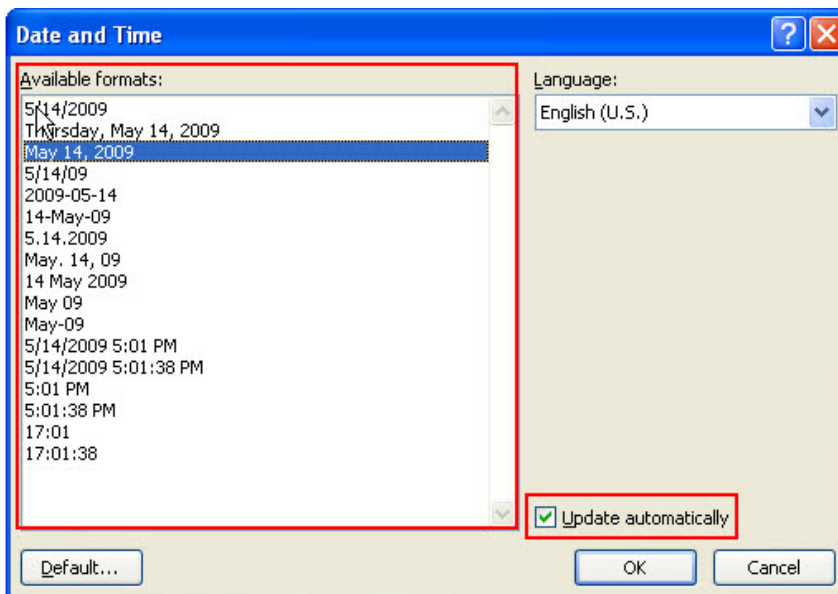 Date and Time
Available formats:
5/14/2009
Thursday, May 14, 2009
May 14, 2009
5/14/09
2009-05-14
14-May-09
5.14.2009
May. 14, 09
14 May 2009
May 09
May-09
5/14/2009 5:01 PM
5/14/2009 5:01:38 PM
5:01 PM
5:01:38 PM
17:01
17:01:38
Language:
English (U.S.)
Update automatically
Default...
OK
Cancel